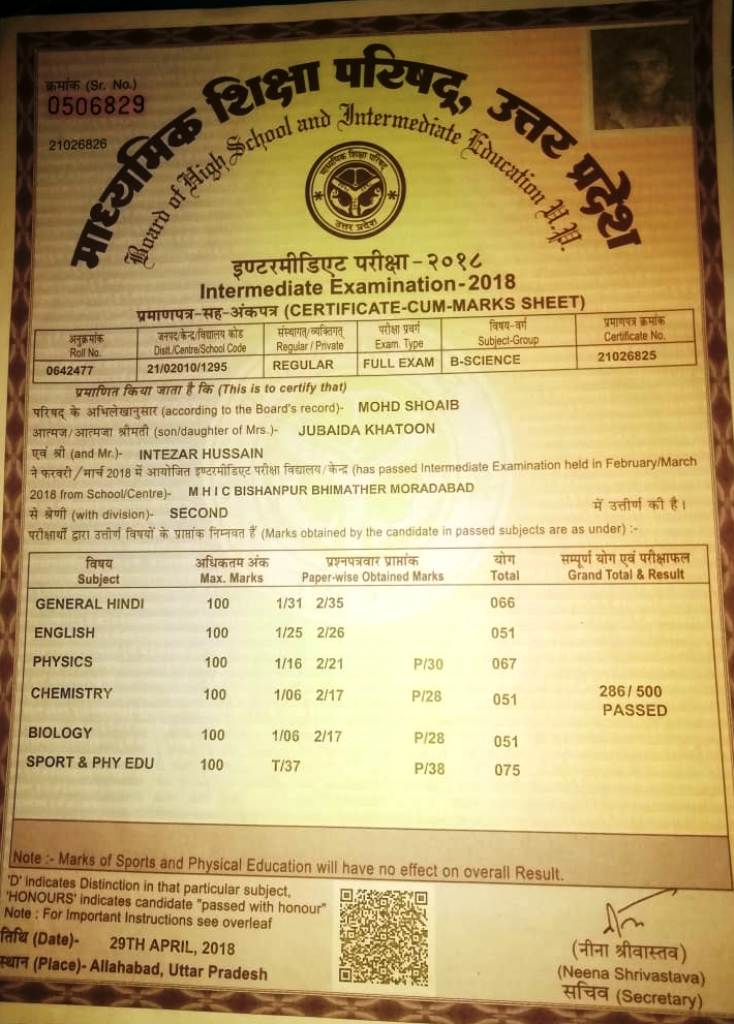 क्रमांक (Sr. No.)
0506829
21026826
माध्यमिक शिक्षा परिषद्, उत्तर प्रदेश
Board of High School and Intermediate Education U.P.
माध्यमिक शिक्षा परिषद्
उत्तर प्रदेश
इण्टरमीडिएट परीक्षा-२०१८
Intermediate Examination-2018
प्रमाणपत्र-सह-अंकपत्र (CERTIFICATE-CUM-MARKS SHEET)
अनुक्रमांक जनपद/केन्द्र/विद्यालय कोड संस्थागत/व्यक्तिगत परीक्षा प्रवर्ग विषय-वर्ग प्रमाणपत्र क्रमांक
Roll No. Distt./Centre/School Code Regular / Private Exam. Type Subject-Group Certificate No.
0642477 21/02010/1295 REGULAR FULL EXAM B-SCIENCE 21026825
प्रमाणित किया जाता है कि (This is to certify that)
परिषद् के अभिलेखानुसार (according to the Board's record)- MOHD SHOAIB
आत्मज/आत्मजा श्रीमती (son/daughter of Mrs.)- JUBAIDA KHATOON
एवं श्री (and Mr.)- INTEZAR HUSSAIN
ने फरवरी/मार्च 2018 में आयोजित इण्टरमीडिएट परीक्षा विद्यालय/केन्द्र (has passed Intermediate Examination held in February/March
2018 from School/Centre)- M H I C BISHANPUR BHIMATHER MORADABAD
से श्रेणी (with division)- SECOND में उत्तीर्ण की है।
परीक्षार्थी द्वारा उत्तीर्ण विषयों के प्राप्तांक निम्नवत हैं (Marks obtained by the candidate in passed subjects are as under) :-
विषय अधिकतम अंक प्रश्नपत्रवार प्राप्तांक योग सम्पूर्ण योग एवं परीक्षाफल
Subject Max. Marks Paper-wise Obtained Marks Total Grand Total & Result
GENERAL HINDI 100 1/31 2/35 066
ENGLISH 100 1/25 2/26 051
PHYSICS 100 1/16 2/21 P/30 067
CHEMISTRY 100 1/06 2/17 P/28 051 286/ 500
PASSED
BIOLOGY 100 1/06 2/17 P/28 051
SPORT & PHY EDU 100 T/37 P/38 075
Note :- Marks of Sports and Physical Education will have no effect on overall Result.
'D' indicates Distinction in that particular subject,
'HONOURS' indicates candidate "passed with honour"
Note : For Important Instructions see overleaf
तिथि (Date)- 29TH APRIL, 2018
स्थान (Place)- Allahabad, Uttar Pradesh
(नीना श्रीवास्तव)
(Neena Shrivastava)
सचिव (Secretary)